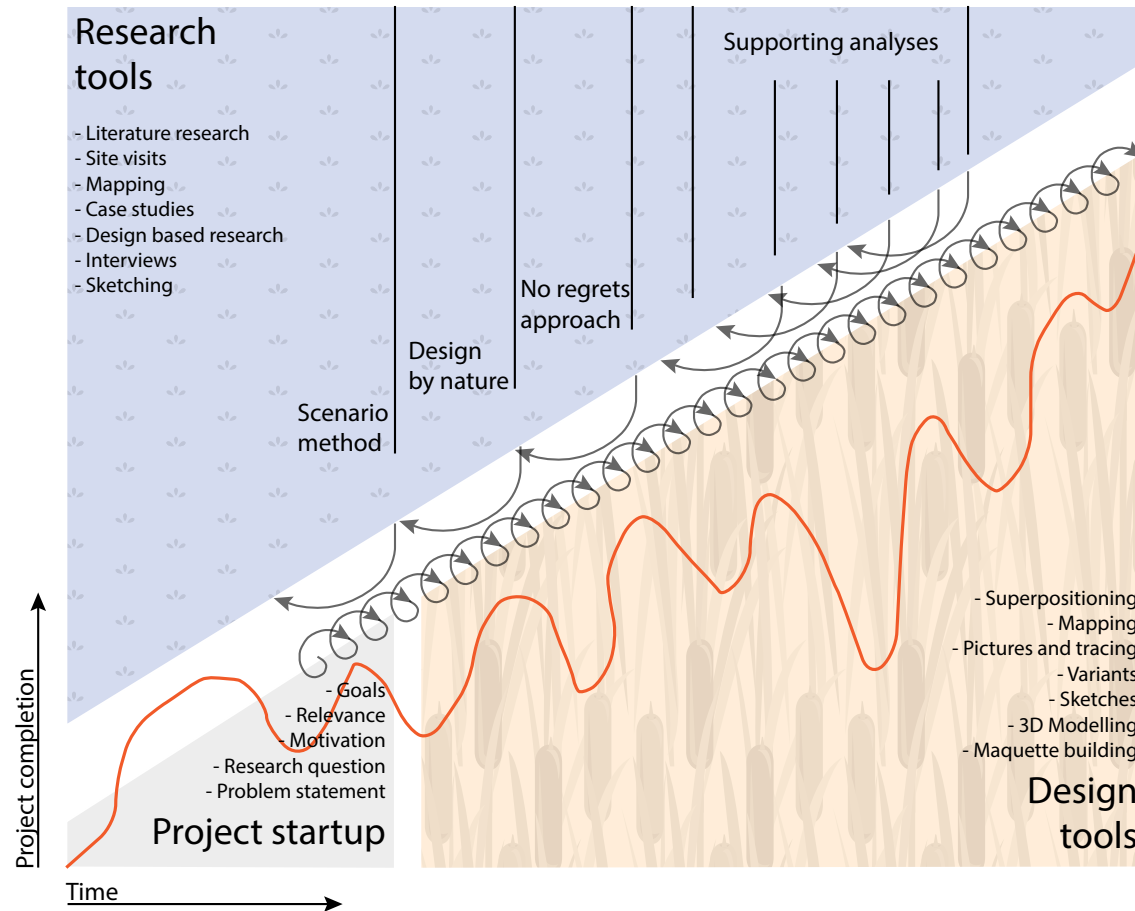 Research
tools
- Literature research
- Site visits
- Mapping
- Case studies
- Design based research
- Interviews
- Sketching
Supporting analyses
No regrets
approach
Design
by nature
Scenario
method
- Goals
- Relevance
- Motivation
- Research question
- Problem statement
Project startup
- Superpositioning
- Mapping
- Pictures and tracing
- Variants
- Sketches
- 3D Modelling
- Maquette building
Design
tools
Project completion
Time